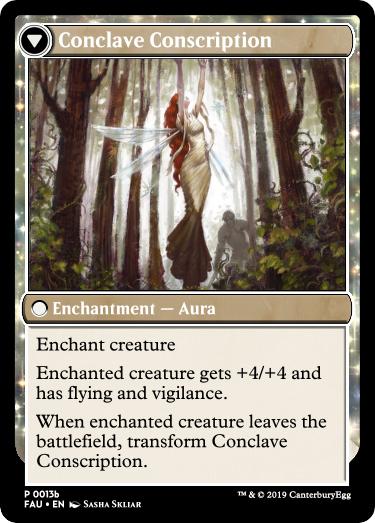 Conclave Conscription
Enchantment — Aura
Enchant creature
Enchanted creature gets +4/+4 and
has flying and vigilance.
When enchanted creature leaves the
battlefield, transform Conclave
Conscription.
P 0013b
FAU • EN Sasha Skliar
™ & © 2019 CanterburyEgg